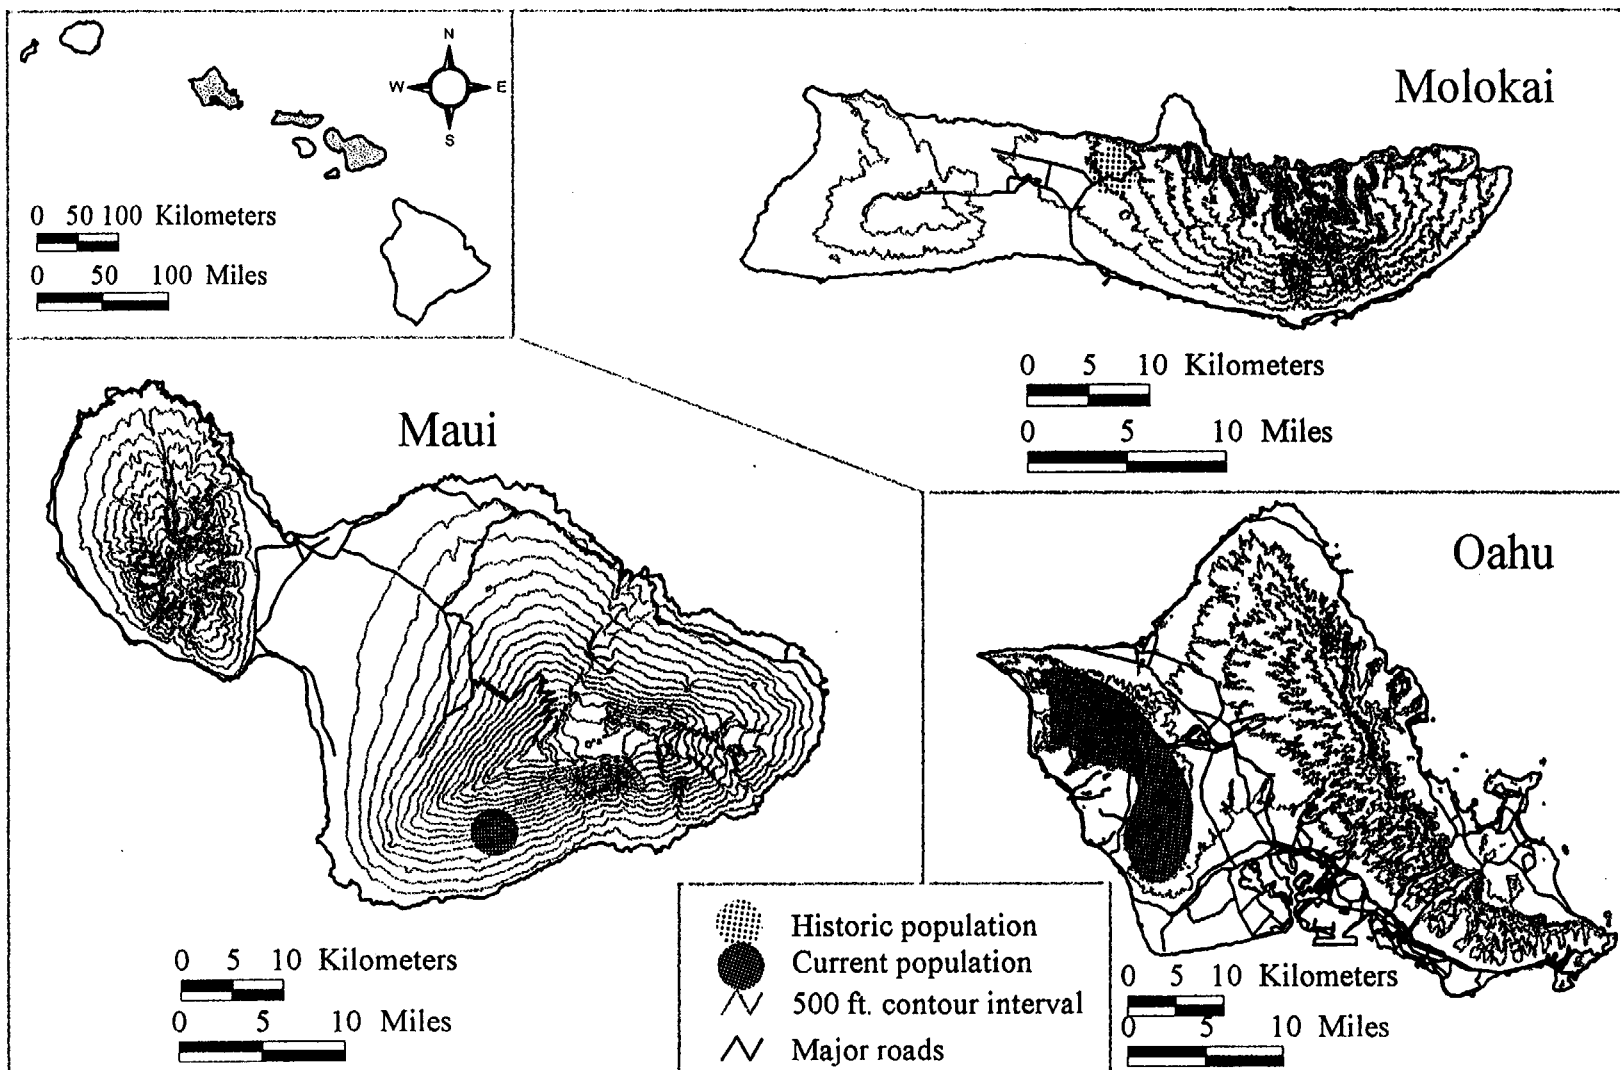 N
W E
S
0 50 100 Kilometers
0 50 100 Miles
Molokai
0 5 10 Kilometers
0 5 10 Miles
Maui
0 5 10 Kilometers
0 5 10 Miles
Oahu
0 5 10 Kilometers
0 5 10 Miles
Historic population
Current population
500 ft. contour interval
Major roads